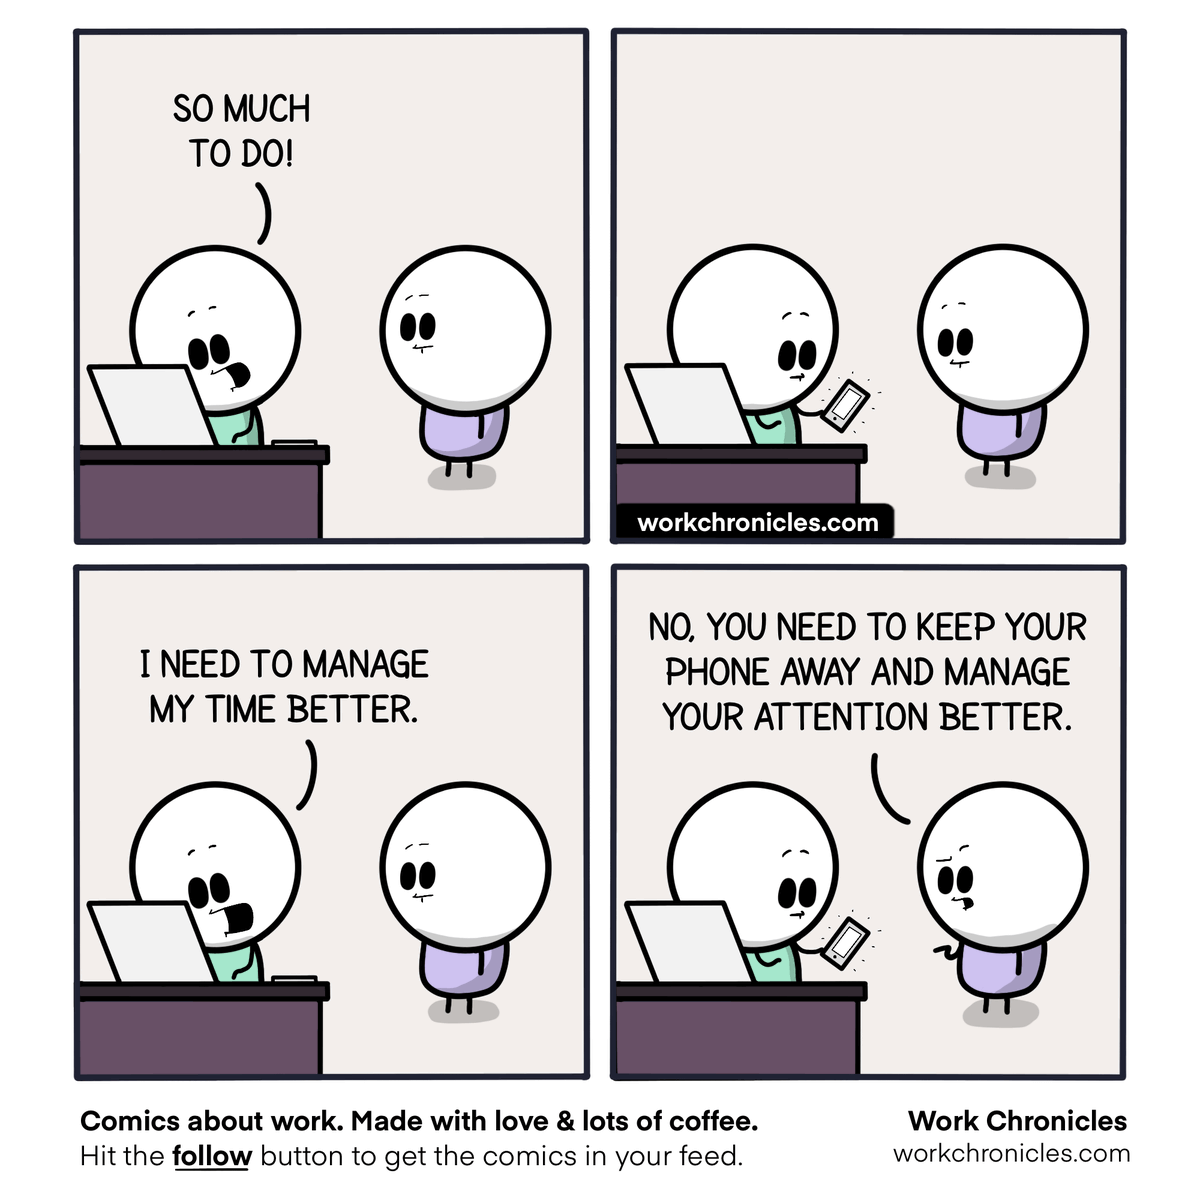 SO MUCH
TO DO!
workchronicles.com
I NEED TO MANAGE
MY TIME BETTER.
NO, YOU NEED TO KEEP YOUR
PHONE AWAY AND MANAGE
YOUR ATTENTION BETTER.
Comics about work. Made with love & lots of coffee.
Hit the follow button to get the comics in your feed.
Work Chronicles
workchronicles.com